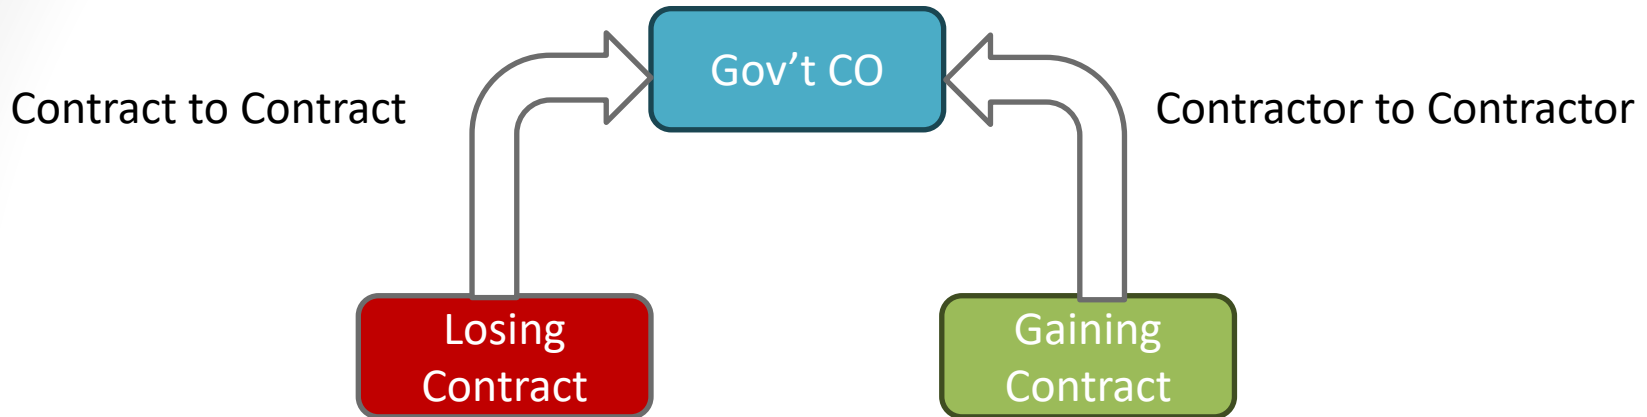 Gov’t CO
Contract to Contract
Contractor to Contractor
Losing
Contract
Gaining
Contract